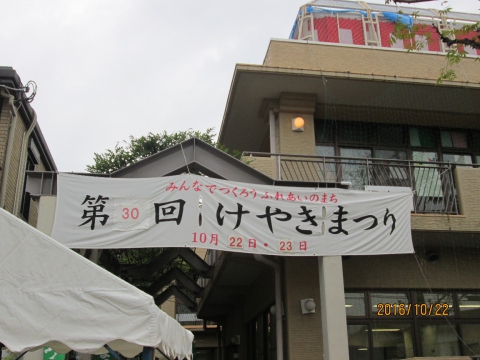 みんなでつくろうふれあいのまち
第30回けやきまつり
10月22日・23日
2016/10/22